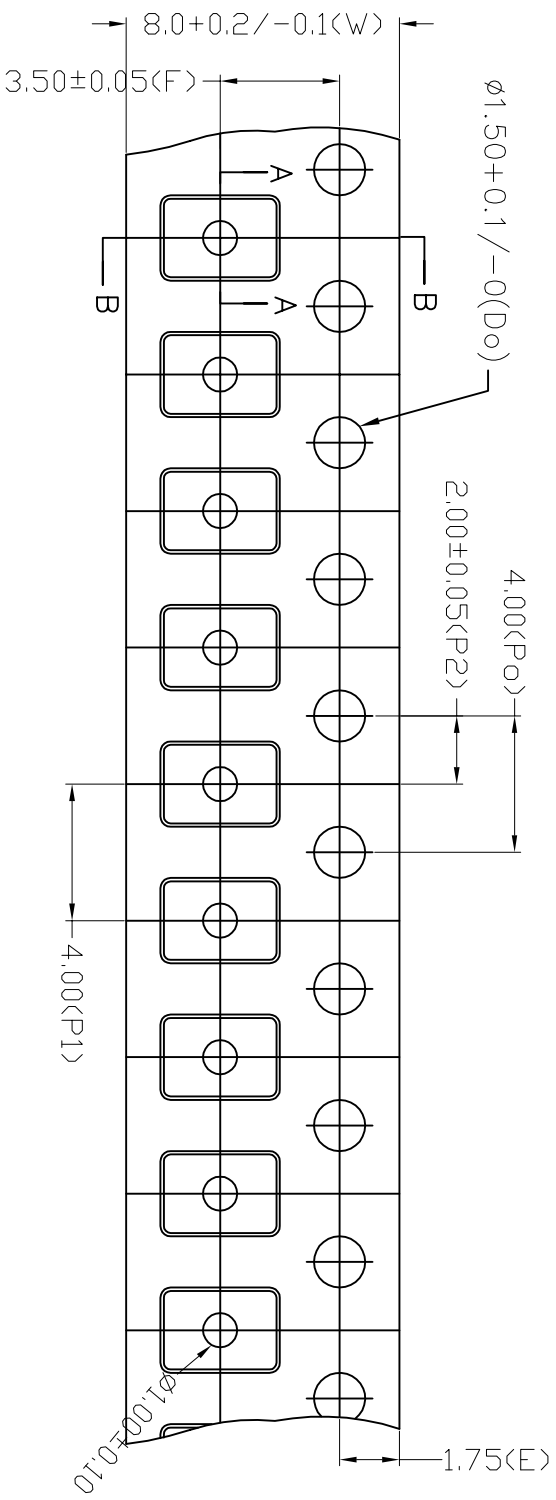 8.0+0.2/-0.1(W)
3.50±0.05(F)
ø1.50+0.1/-0(Do)
A
A
B
B
2.00±0.05(P2)
4.00(Po)
4.00(P1)
ø1.00±0.10
1.75(E)